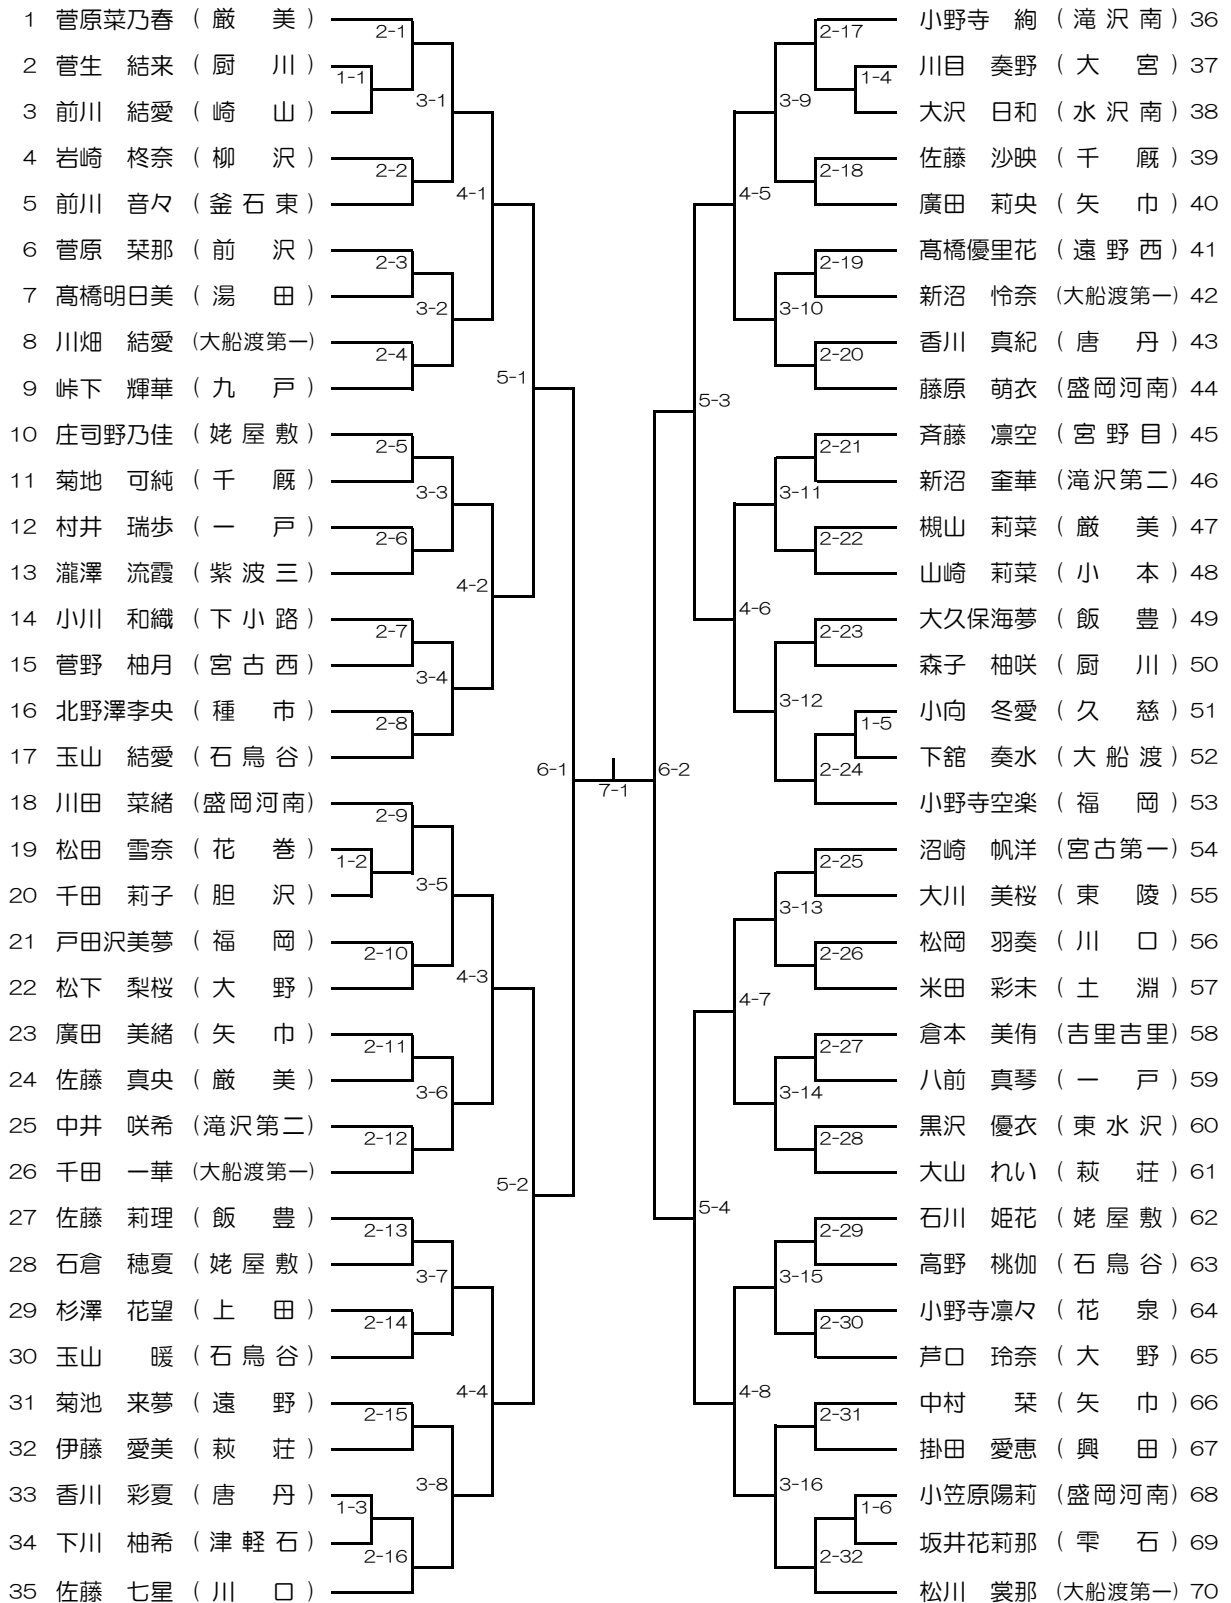 1 菅原菜乃春 (厳 美)
2 菅生 結来 (厨 川)
3 前川 結愛 (崎 山)
4 岩崎 柊奈 (柳 沢)
5 前川 音々 (釜石東)
6 菅原 栞那 (前 沢)
7 髙橋明日美 (湯 田)
8 川畑 結愛 (大船渡第一)
9 峠下 輝華 (九 戸)
10 庄司野乃佳 (姥屋敷)
11 菊地 可純 (千 厩)
12 村井 瑞歩 (一 戸)
13 瀧澤 流霞 (紫波三)
14 小川 和織 (下小路)
15 菅野 柚月 (宮古西)
16 北野澤李央 (種 市)
17 玉山 結愛 (石鳥谷)
18 川田 菜緒 (盛岡河南)
19 松田 雪奈 (花 巻)
20 千田 莉子 (胆 沢)
21 戸田沢美夢 (福 岡)
22 松下 梨桜 (大 野)
23 廣田 美緒 (矢 巾)
24 佐藤 真央 (厳 美)
25 中井 咲希 (滝沢第二)
26 千田 一華 (大船渡第一)
27 佐藤 莉理 (飯 豊)
28 石倉 穂夏 (姥屋敷)
29 杉澤 花望 (上 田)
30 玉山 暖 (石鳥谷)
31 菊池 来夢 (遠 野)
32 伊藤 愛美 (萩 荘)
33 香川 彩夏 (唐 丹)
34 下川 柚希 (津軽石)
35 佐藤 七星 (川 口)
1-1
1-2
1-3
2-1
2-2
2-3
2-4
2-5
2-6
2-7
2-8
2-9
2-10
2-11
2-12
2-13
2-14
2-15
2-16
3-1
3-2
3-3
3-4
3-5
3-6
3-7
3-8
4-1
4-2
4-3
4-4
5-1
5-2
6-1
7-1
6-2
5-3
5-4
4-5
4-6
4-7
4-8
3-9
3-10
3-11
3-12
3-13
3-14
3-15
3-16
2-17
2-18
2-19
2-20
2-21
2-22
2-23
2-24
2-25
2-26
2-27
2-28
2-29
2-30
2-31
2-32
1-4
1-5
1-6
小野寺 絢 (滝沢南) 36
川目 奏野 (大 宮) 37
大沢 日和 (水沢南) 38
佐藤 沙映 (千 厩) 39
廣田 莉央 (矢 巾) 40
髙橋優里花 (遠野西) 41
新沼 怜奈 (大船渡第一) 42
香川 真紀 (唐 丹) 43
藤原 萌衣 (盛岡河南) 44
斉藤 凛空 (宮野目) 45
新沼 奎華 (滝沢第二) 46
槻山 莉菜 (厳 美) 47
山崎 莉菜 (小 本) 48
大久保海夢 (飯 豊) 49
森子 柚咲 (厨 川) 50
小向 冬愛 (久 慈) 51
下舘 奏水 (大船渡) 52
小野寺空楽 (福 岡) 53
沼崎 帆洋 (宮古第一) 54
大川 美桜 (東 陵) 55
松岡 羽奏 (川 口) 56
米田 彩未 (土 淵) 57
倉本 美侑 (吉里吉里) 58
八前 真琴 (一 戸) 59
黒沢 優衣 (東水沢) 60
大山 れい (萩 荘) 61
石川 姫花 (姥屋敷) 62
高野 桃伽 (石鳥谷) 63
小野寺凛々 (花 泉) 64
芦口 玲奈 (大 野) 65
中村 栞 (矢 巾) 66
掛田 愛恵 (興 田) 67
小笠原陽莉 (盛岡河南) 68
坂井花莉那 (雫 石) 69
松川 裳那 (大船渡第一) 70